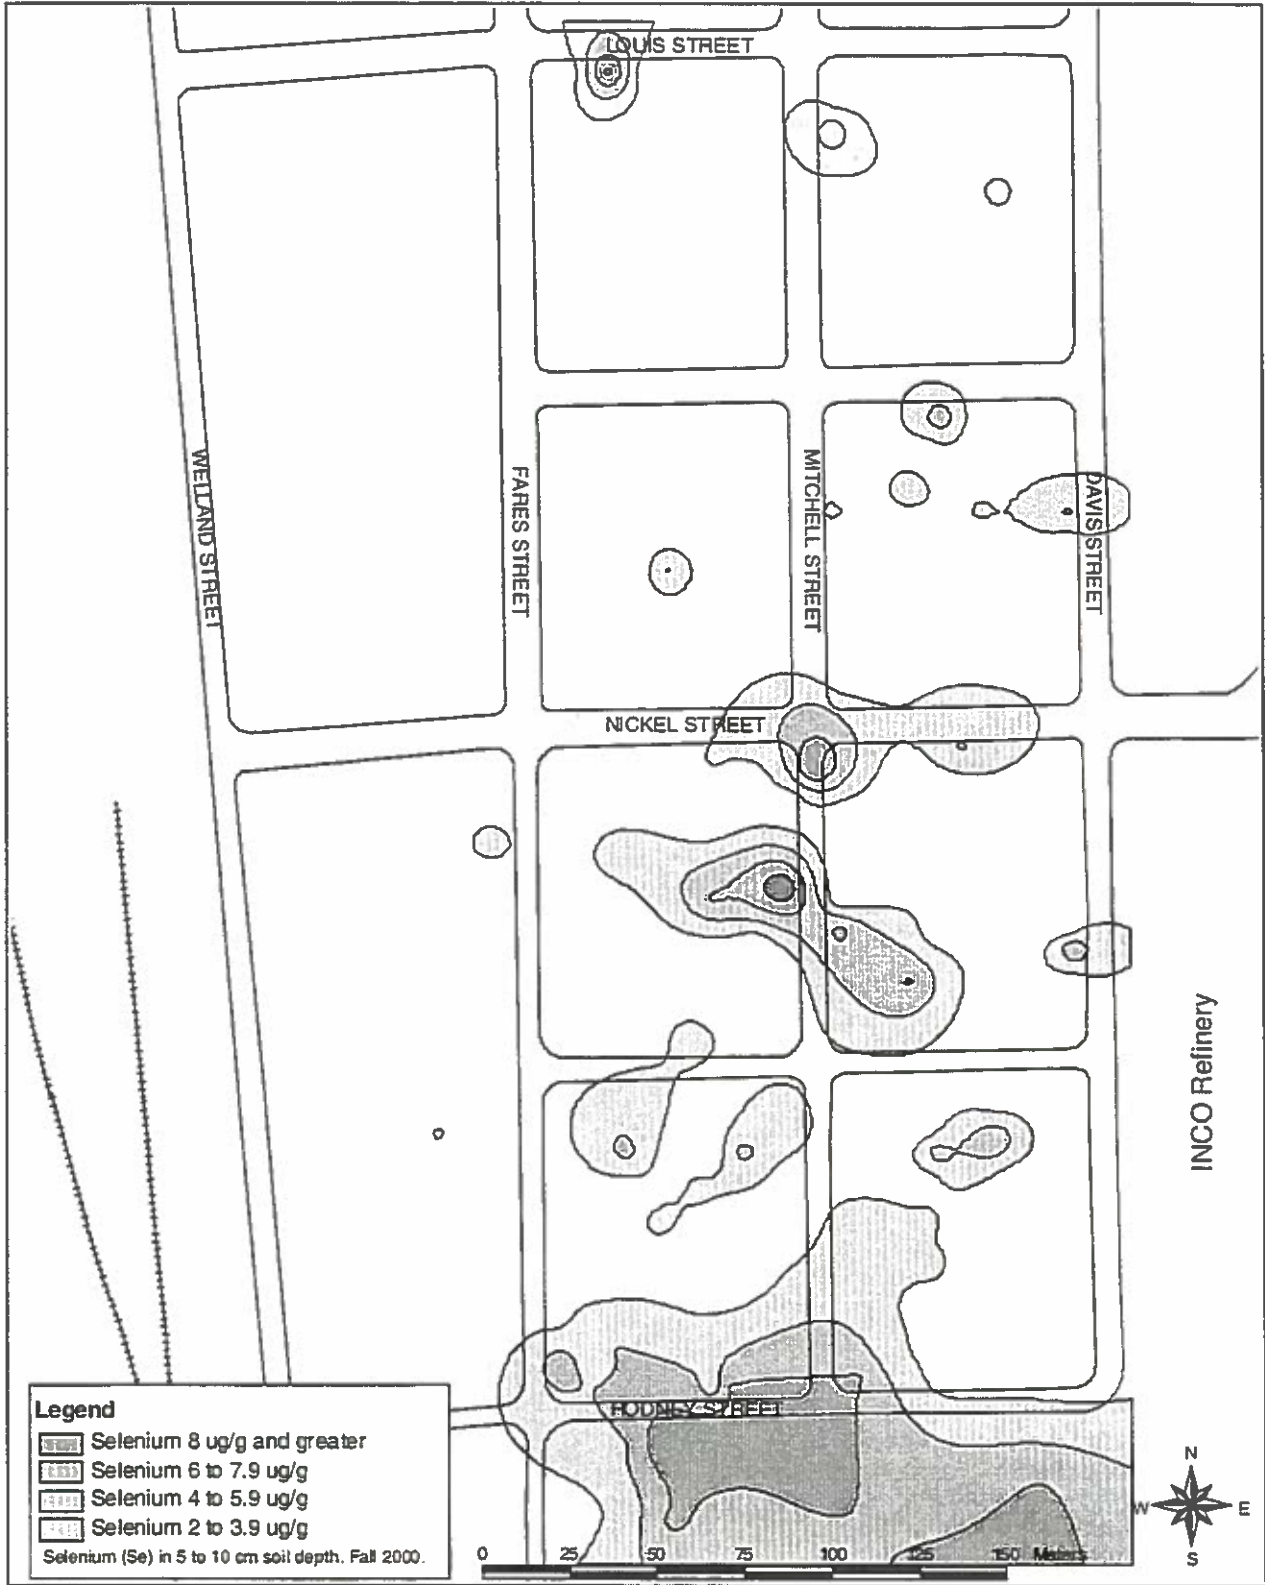 LOUIS STREET
WELLAND STREET
FARES STREET
MITCHELL STREET
DAVIS STREET
NICKEL STREET
INCO Refinery
RODNEY STREET
Legend
Selenium 8 ug/g and greater
Selenium 6 to 7.9 ug/g
Selenium 4 to 5.9 ug/g
Selenium 2 to 3.9 ug/g
Selenium (Se) in 5 to 10 cm soil depth. Fall 2000.
0 25 50 75 100 125 150 Meters
N
W E
S